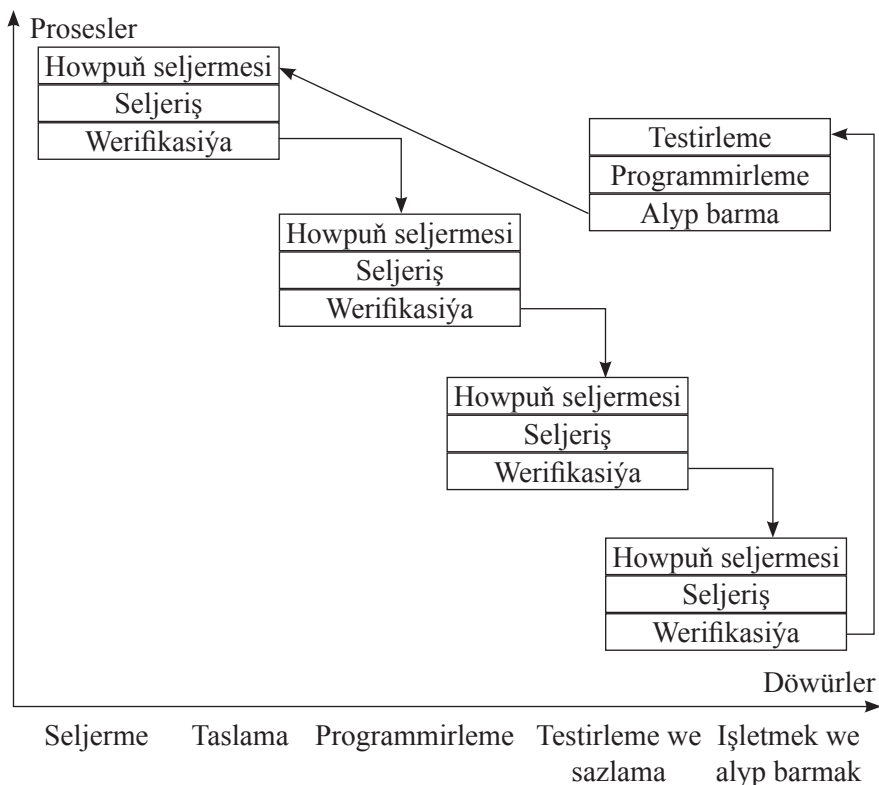 Prosesler
Howpuň seljermesi
Seljeriş
Werifikasiýa
Testirleme
Programmirleme
Alyp barma
Howpuň seljermesi
Seljeriş
Werifikasiýa
Howpuň seljermesi
Seljeriş
Werifikasiýa
Howpuň seljermesi
Seljeriş
Werifikasiýa
Döwürler
Seljerme
Taslama
Programmirleme
Testirleme we
sazlama
Işletmek we
alyp barmak